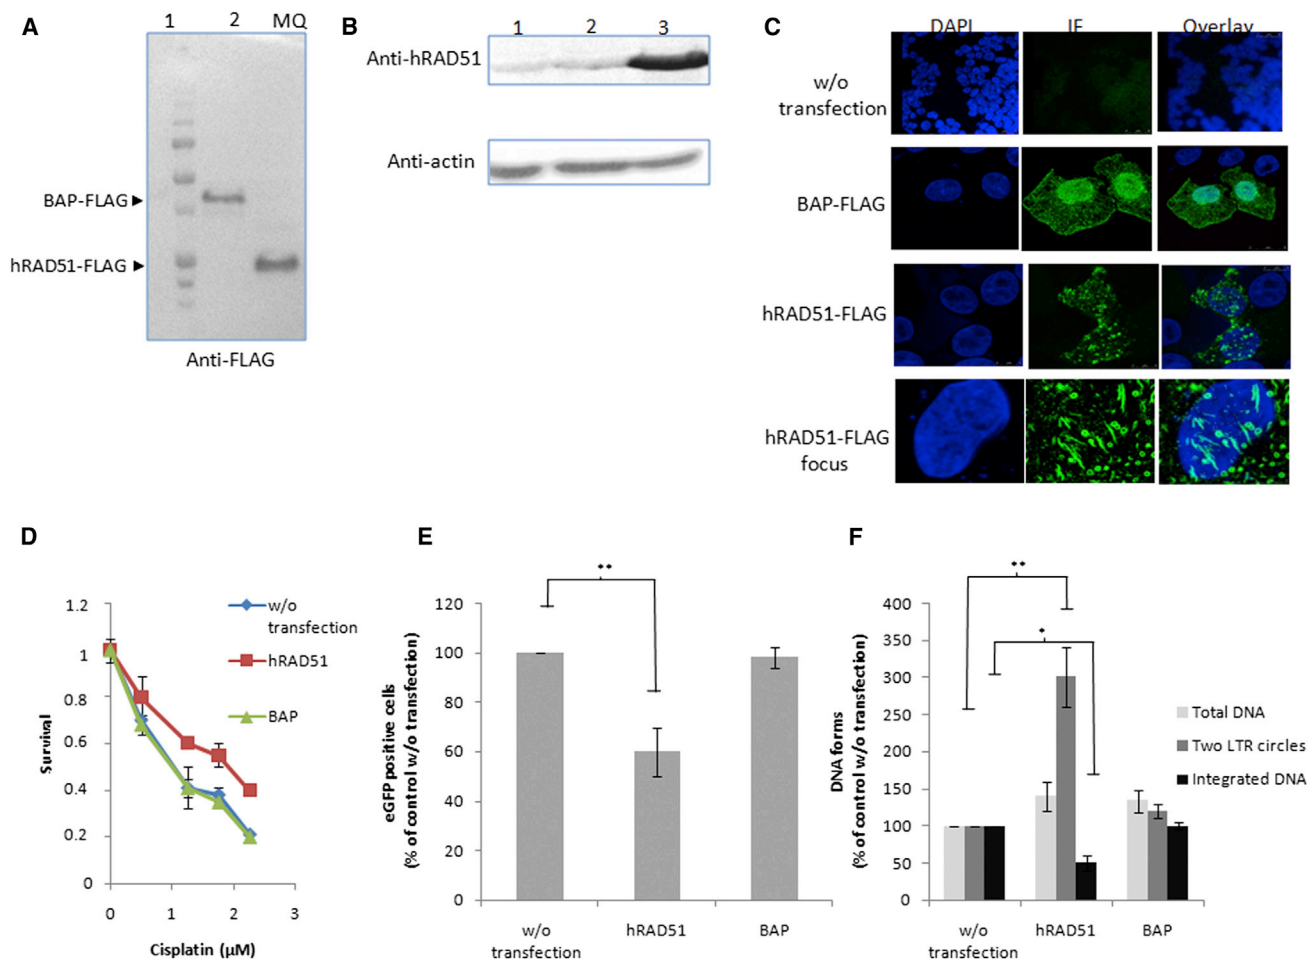 A
1 2 MQ
BAP-FLAG
hRAD51-FLAG
Anti-FLAG
B
1 2 3
Anti-hRAD51
Anti-actin
C
DAPI IF Overlay
w/o
transfection
BAP-FLAG
hRAD51-FLAG
hRAD51-FLAG
focus
D
Survival
1.2
1
0.8
0.6
0.4
0.2
0
0 1 2 3
Cisplatin (µM)
w/o
transfection
hRAD51
BAP
E
eGFP positive cells
(% of control w/o transfection)
120
100
80
60
40
20
0
**
w/o
transfection
hRAD51
BAP
F
DNA forms
(% of control w/o transfection)
400
350
300
250
200
150
100
50
0
**
*
w/o
transfection
hRAD51
BAP
Total DNA
Two LTR circles
Integrated DNA